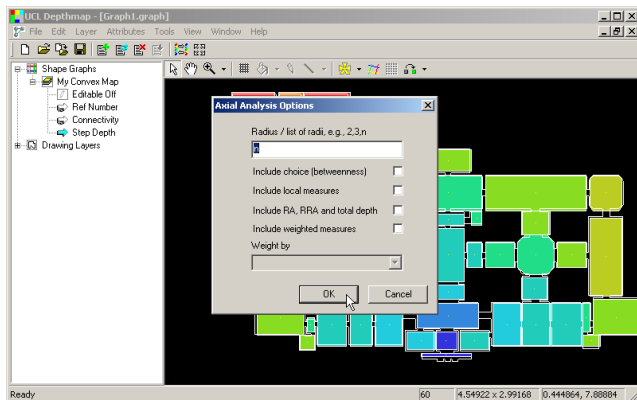 UCL Depthmap - [Graph1.graph]
File Edit Layer Attributes Tools View Window Help
Shape Graphs
My Convex Map
Editable Off
Ref Number
Connectivity
Step Depth
Drawing Layers
Axial Analysis Options
Radius / list of radii, e.g., 2,3,n
n
Include choice (betweenness)
Include local measures
Include RA, RRA and total depth
Include weighted measures
Weight by
OK Cancel
Ready 60 4.54922 x 2.99168 0.444864, 7.88884